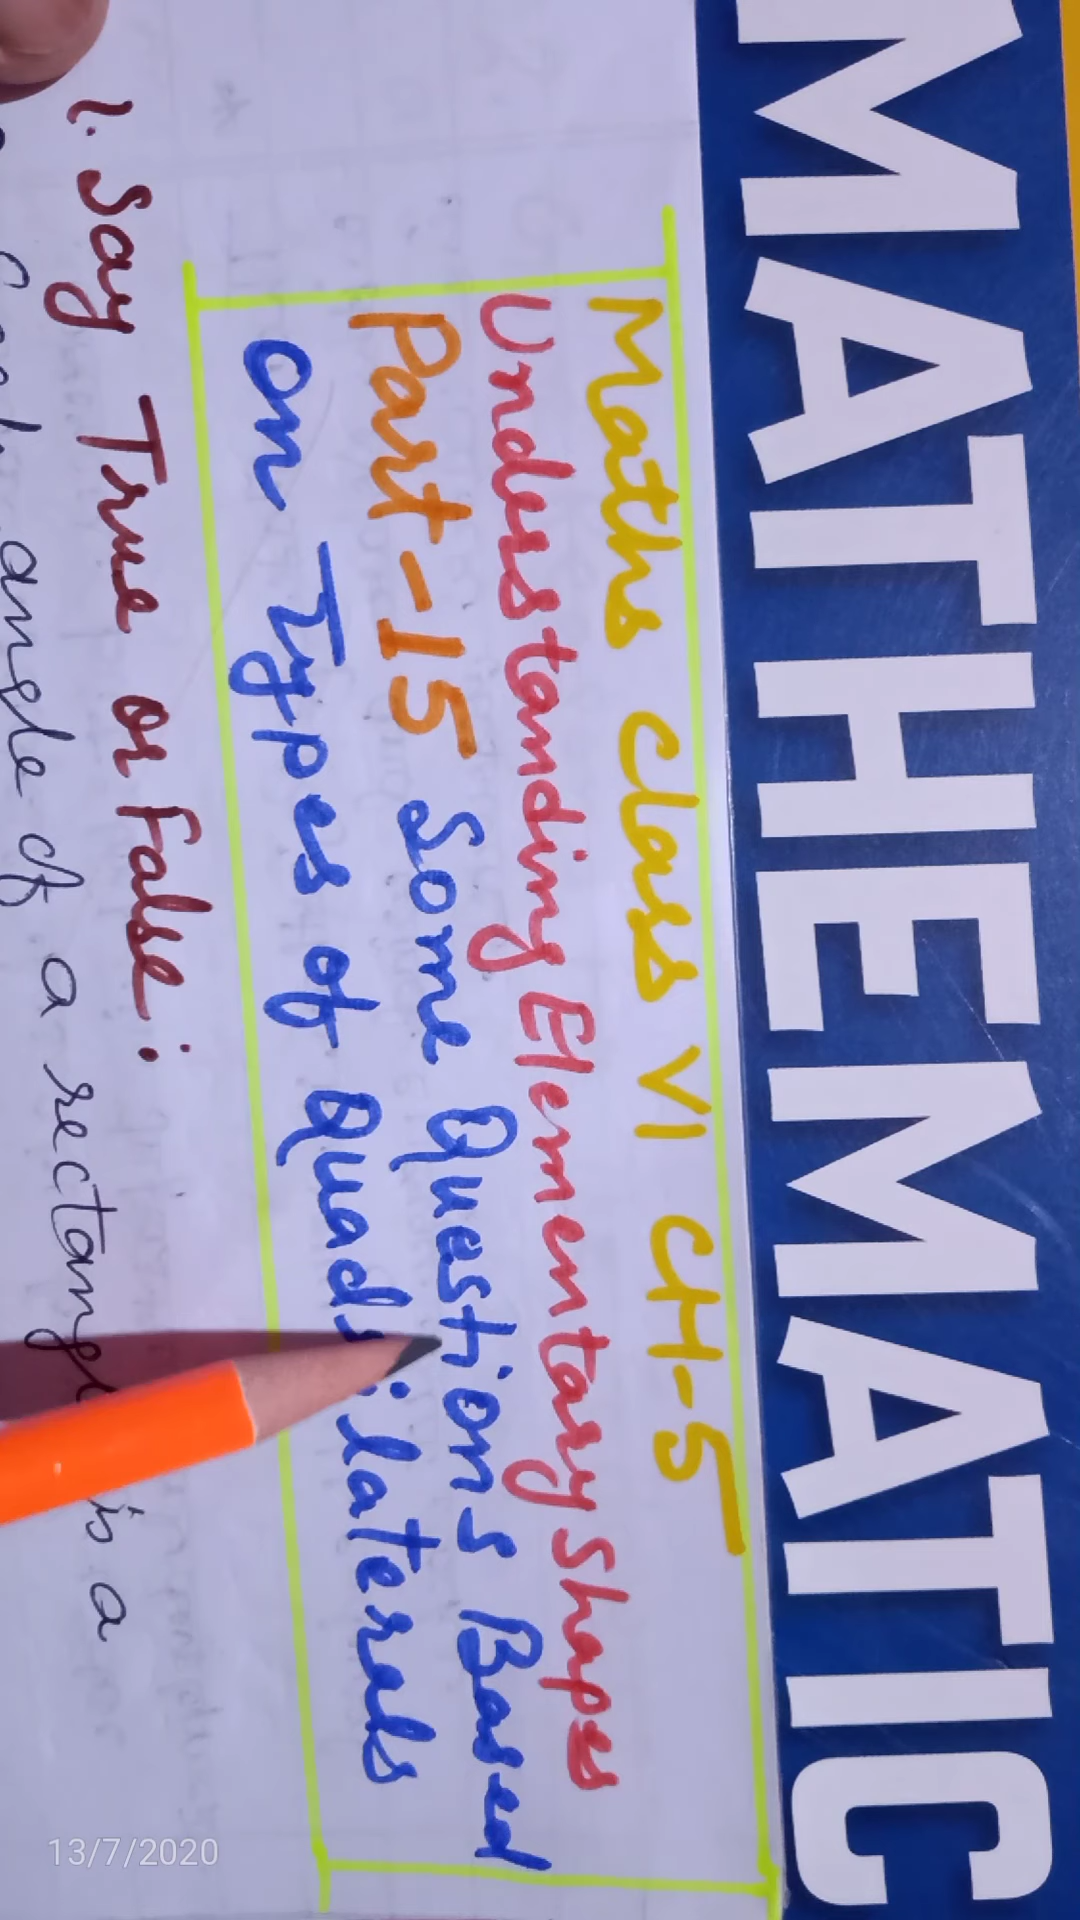 MATHEMATIC
Maths Class VI CH-5
Understanding Elementary Shapes
Part-15 Some Questions Based
on Types of Quadrilaterals
1. Say True or False:
angle of a rectangle is a
13/7/2020